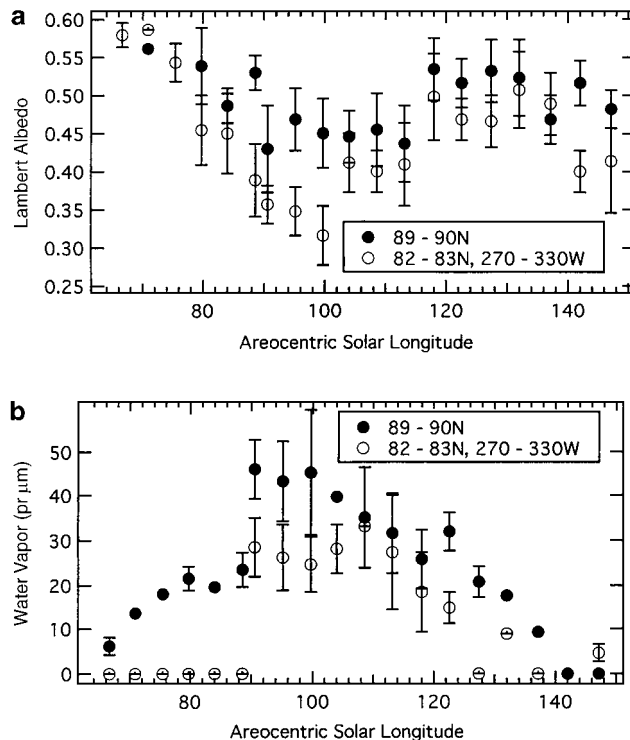 a
0.60
0.55
0.50
0.45
0.40
0.35
0.30
0.25
Lambert Albedo
89 - 90N
82 - 83N, 270 - 330W
80
100
120
140
Areocentric Solar Longitude
b
50
40
30
20
10
0
Water Vapor (pr μm)
89 - 90N
82 - 83N, 270 - 330W
80
100
120
140
Areocentric Solar Longitude